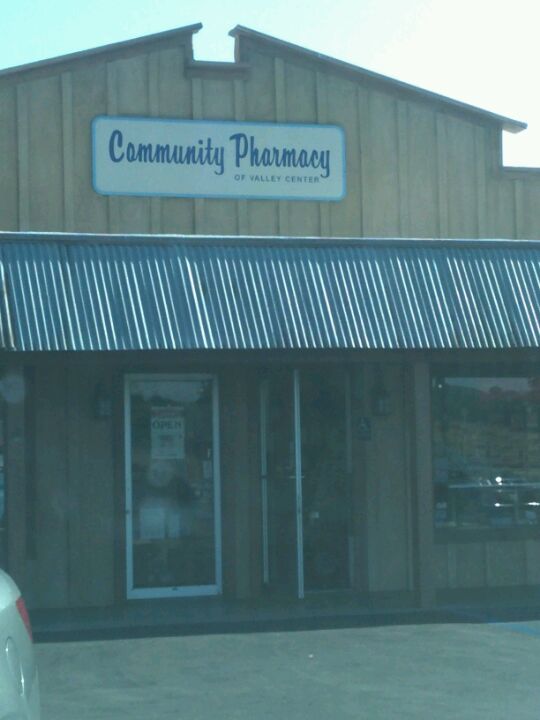 Community Pharmacy
OF VALLEY CENTER
OPEN